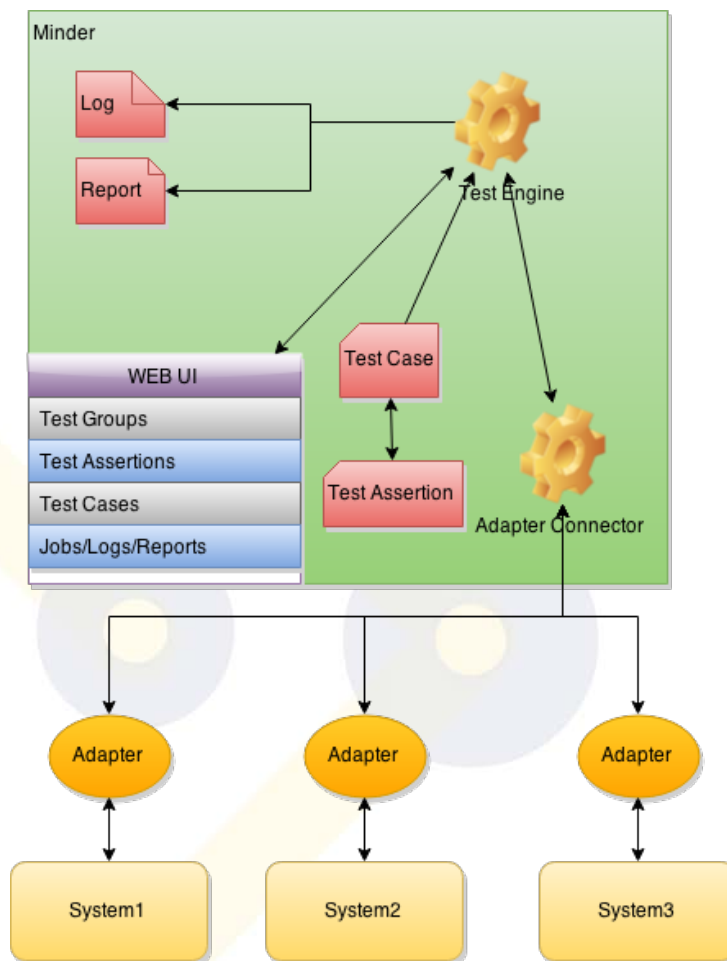 Minder
Log
Report
Test Engine
Test Case
WEB UI
Test Groups
Test Assertions
Test Cases
Jobs/Logs/Reports
Test Assertion
Adapter Connector
Adapter
Adapter
Adapter
System1
System2
System3